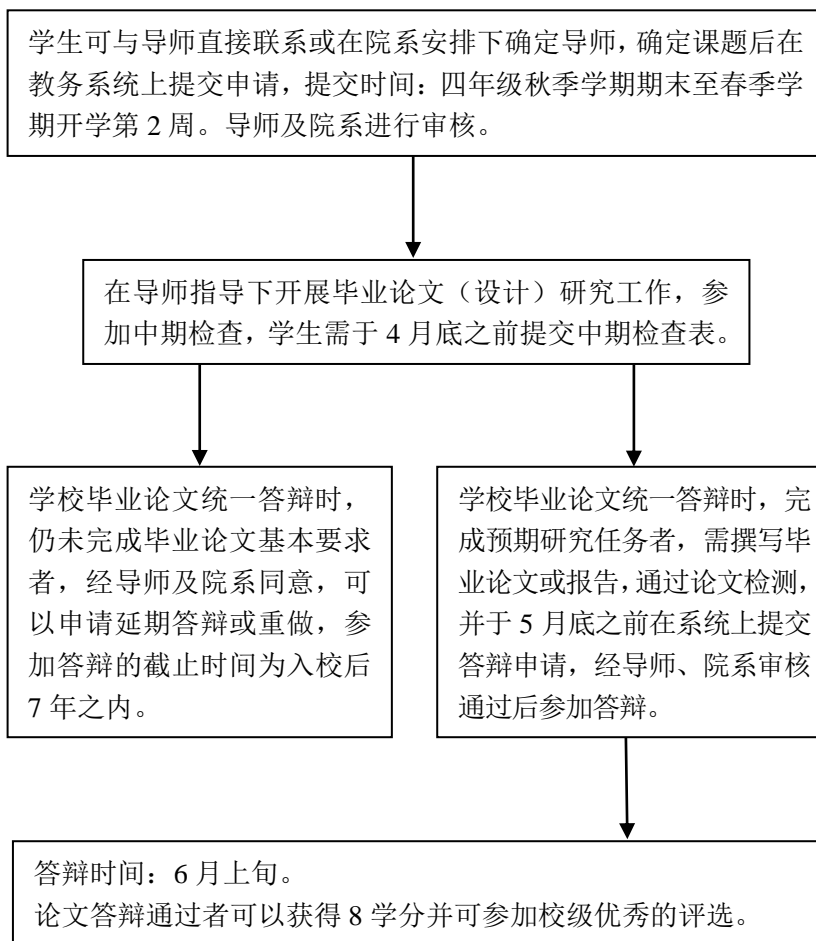 学生可与导师直接联系或在院系安排下确定导师，确定课题后在
教务系统上提交申请，提交时间：四年级秋季学期期末至春季学
期开学第 2 周。导师及院系进行审核。
在导师指导下开展毕业论文（设计）研究工作，参
加中期检查，学生需于 4 月底之前提交中期检查表。
学校毕业论文统一答辩时，
仍未完成毕业论文基本要求
者，经导师及院系同意，可
以申请延期答辩或重做，参
加答辩的截止时间为入校后
7 年之内。
学校毕业论文统一答辩时，完
成预期研究任务者，需撰写毕
业论文或报告，通过论文检测，
并于 5 月底之前在系统上提交
答辩申请，经导师、院系审核
通过后参加答辩。
答辩时间：6 月上旬。
论文答辩通过者可以获得 8 学分并可参加校级优秀的评选。